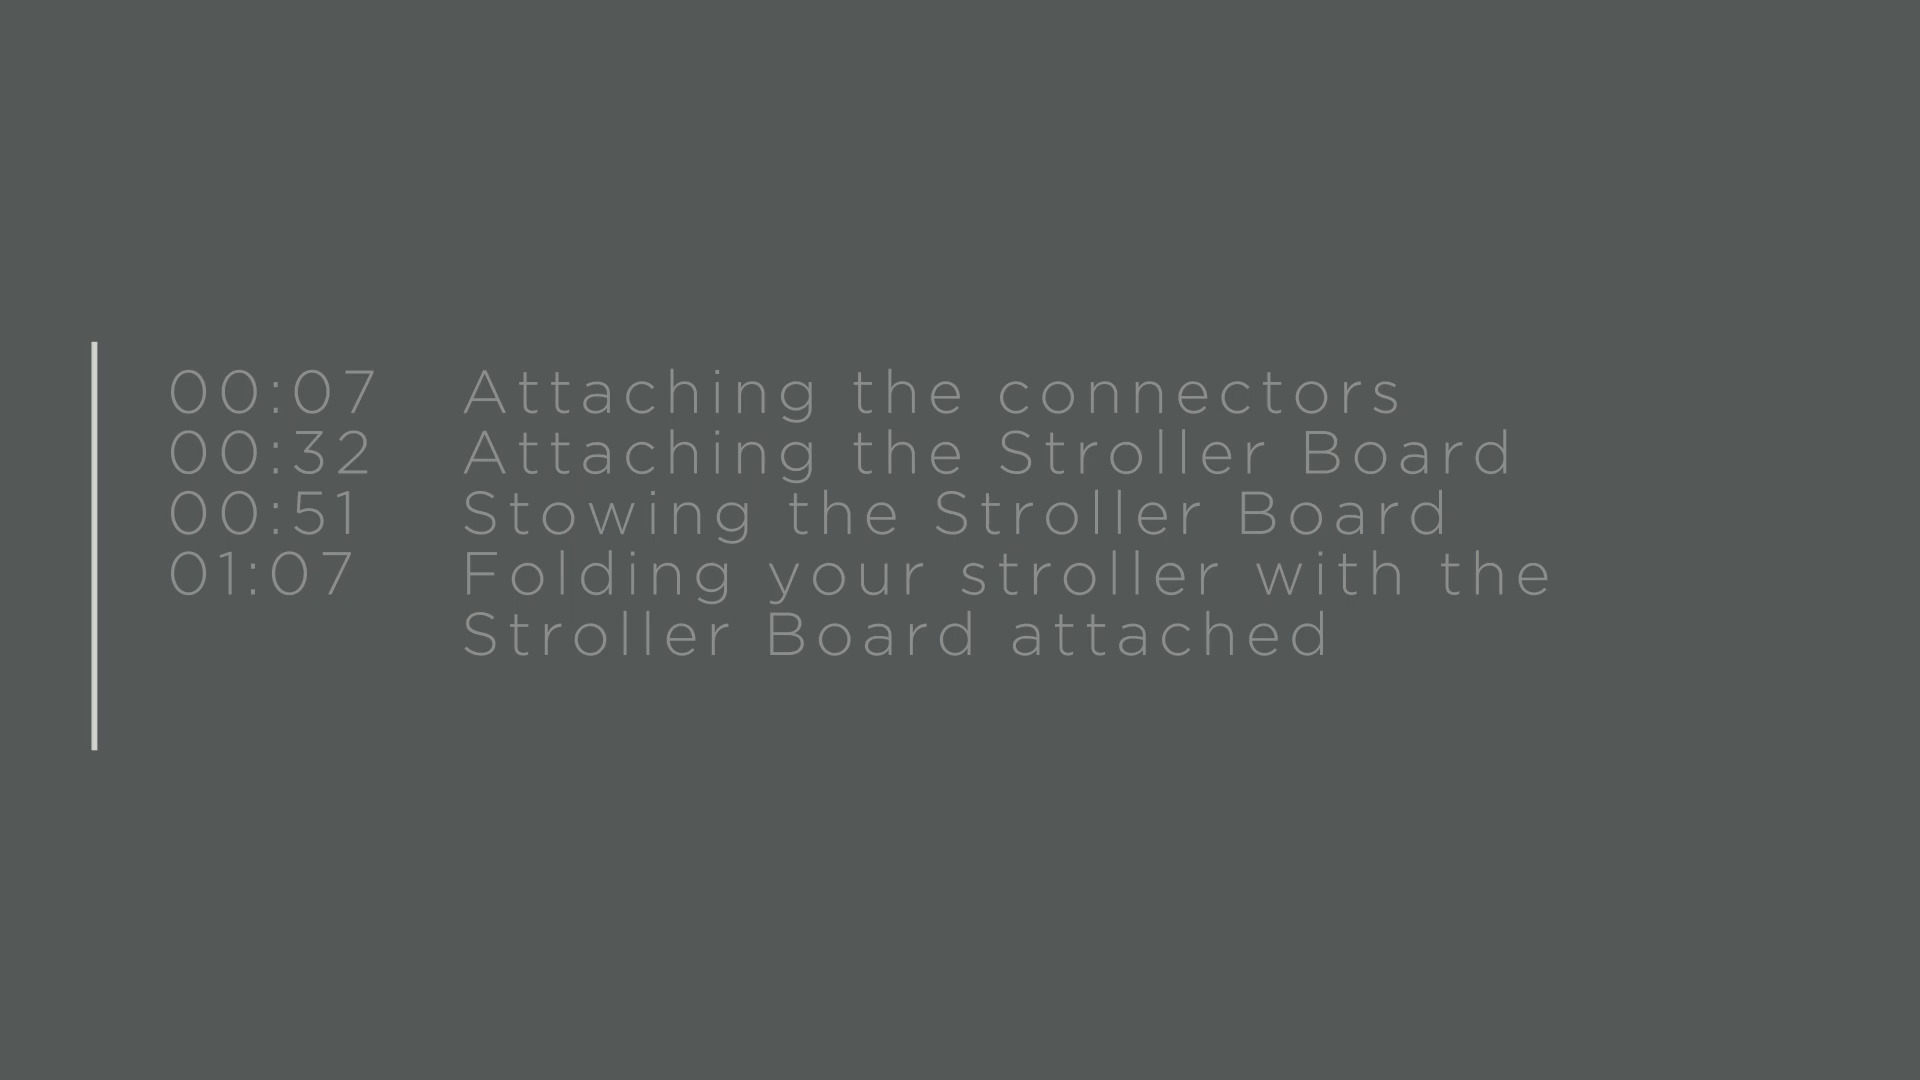 00:07 Attaching the connectors
00:32 Attaching the Stroller Board
00:51 Stowing the Stroller Board
01:07 Folding your stroller with the
Stroller Board attached